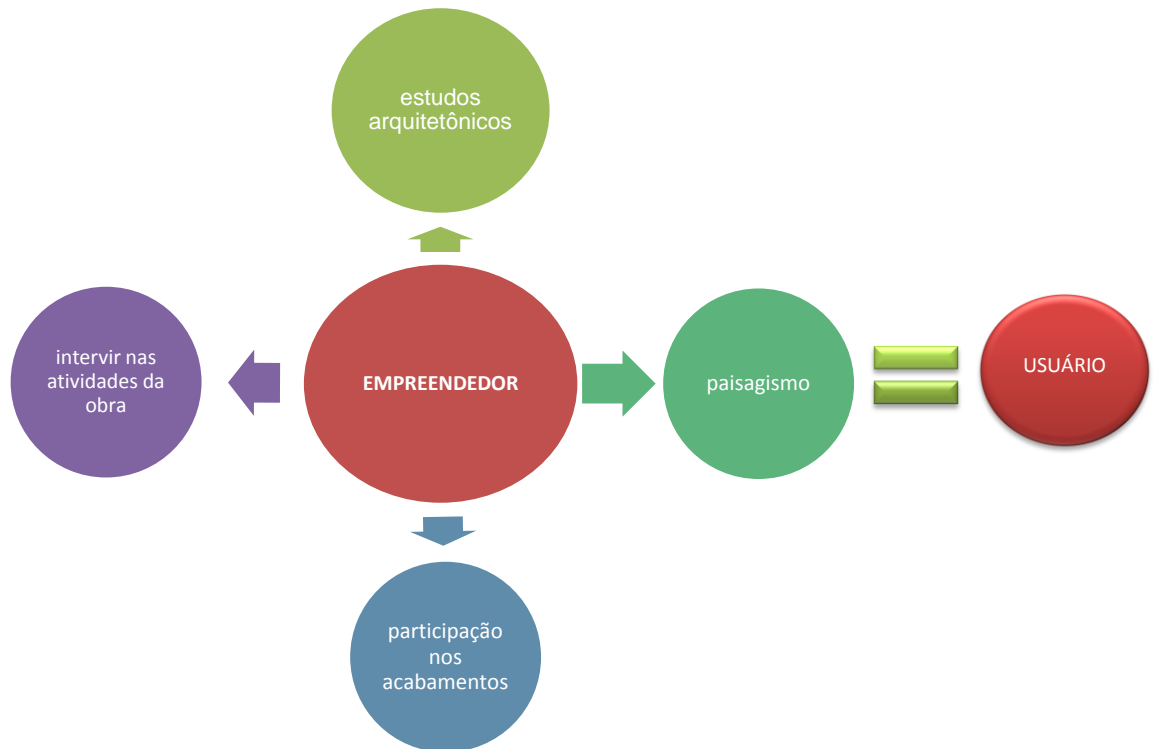 estudos
arquitetônicos
intervir nas
atividades da
obra
EMPREENDEDOR
paisagismo
USUÁRIO
participação
nos
acabamentos